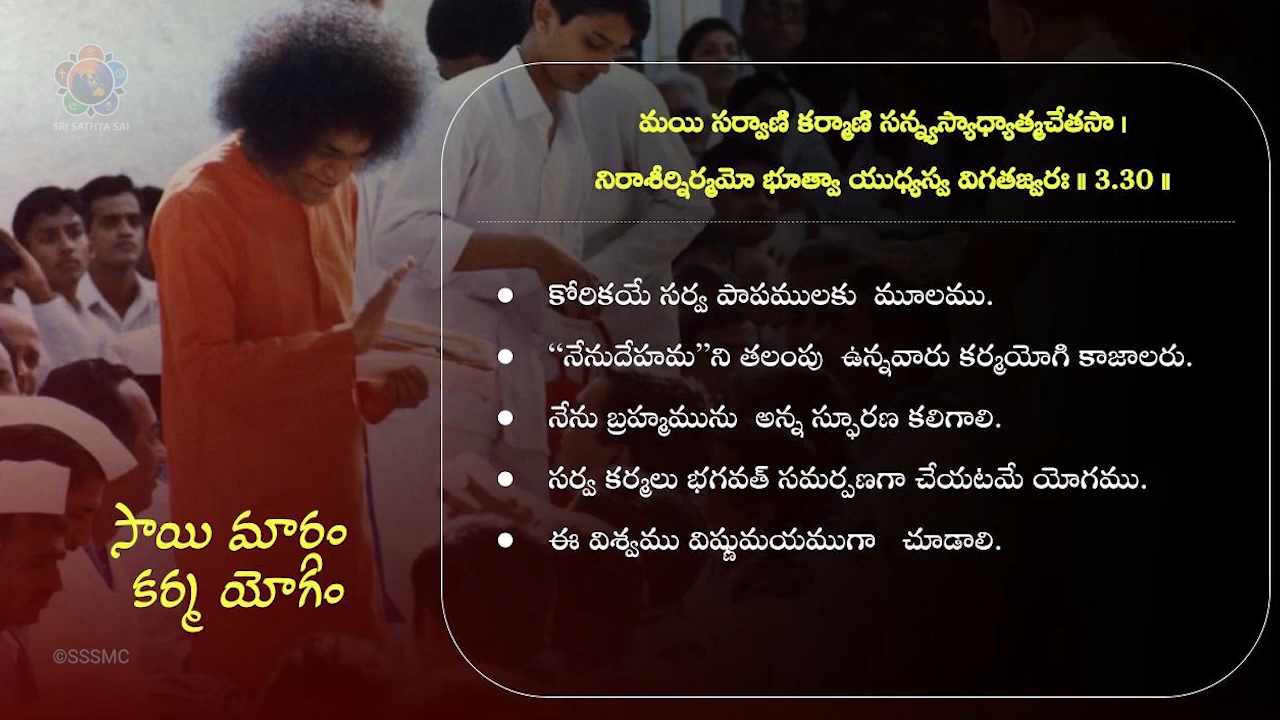 SRI SATHYA SAI
మయి సర్వాణి కర్మాణి సన్న్యస్యాధ్యాత్మచేతసా ।
నిరాశీర్నిర్మమో భూత్వా యుధ్యస్వ విగతజ్వరః ॥ 3.30 ॥
• కోరికయే సర్వ పాపములకు మూలము.
• “నేనుదేహమ”ని తలంపు ఉన్నవారు కర్మయోగి కాజాలరు.
• నేను బ్రహ్మమును అన్న స్ఫూరణ కలిగాలి.
• సర్వ కర్మలు భగవత్ సమర్పణగా చేయటమే యోగము.
• ఈ విశ్వము విష్ణుమయముగా చూడాలి.
సాయి మార్గం
కర్మ యోగం
©SSSMC